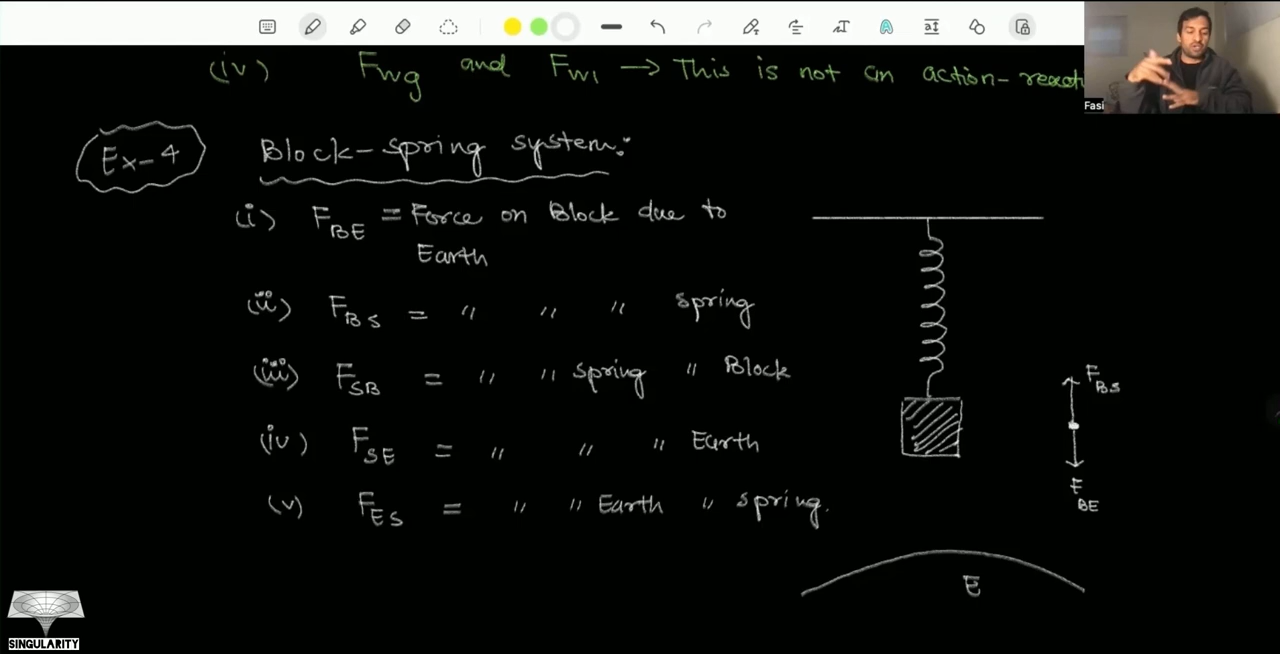 (iv) Fwg and Fw1 → This is not an action-reacti
Fasi
Ex-4 Block-spring system:
(i) FBE = Force on Block due to
Earth
(ii) FBS = " " " spring
(iii) FSB = " " spring " Block
(iv) FSE = " " " Earth
(v) FES = " " Earth " spring.
FBS
FBE
E
SINGULARITY